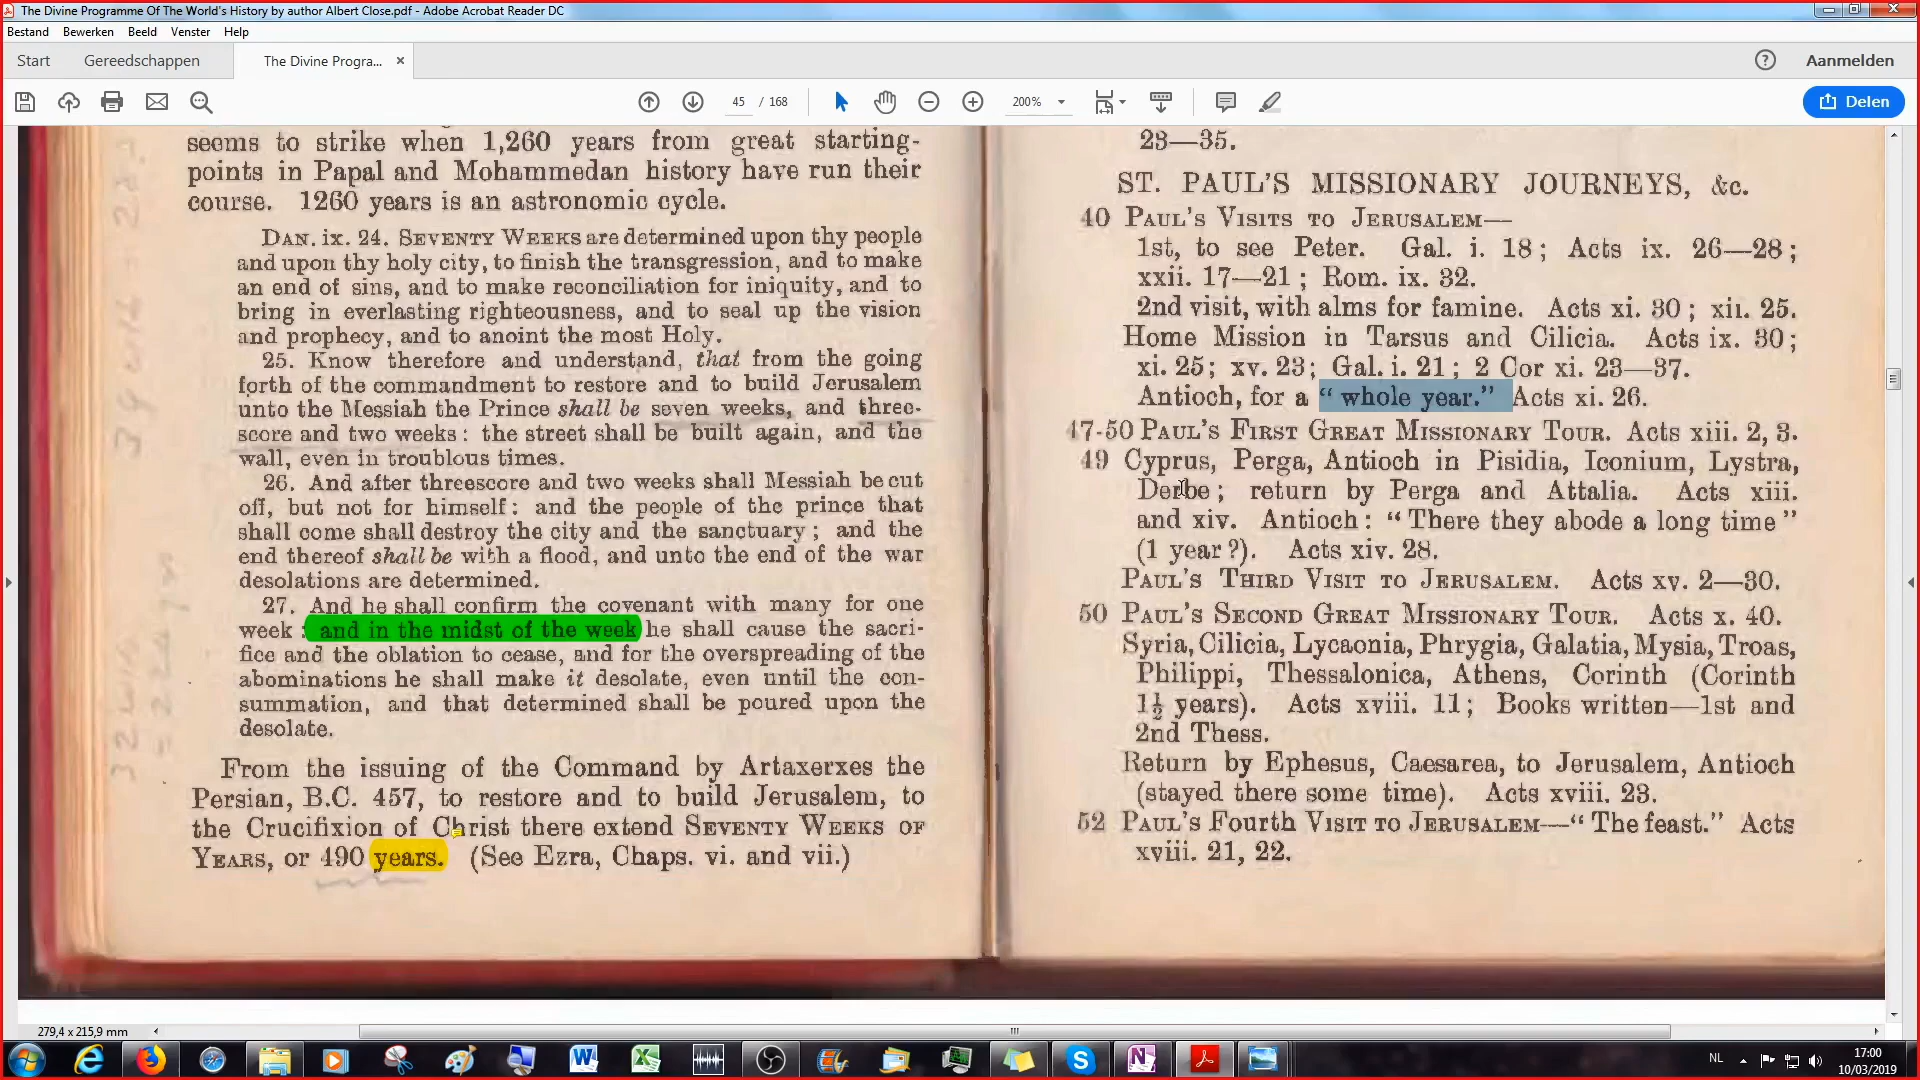 The Divine Programme Of The World's History by author Albert Close.pdf - Adobe Acrobat Reader DC
Bestand Bewerken Beeld Venster Help
Start Gereedschappen The Divine Progra... × Aanmelden
45 / 168 200% Delen
seems to strike when 1,260 years from great starting-
points in Papal and Mohammedan history have run their
course. 1260 years is an astronomic cycle.
DAN. ix. 24. SEVENTY WEEKS are determined upon thy people
and upon thy holy city, to finish the transgression, and to make
an end of sins, and to make reconciliation for iniquity, and to
bring in everlasting righteousness, and to seal up the vision
and prophecy, and to anoint the most Holy.
25. Know therefore and understand, that from the going
forth of the commandment to restore and to build Jerusalem
unto the Messiah the Prince shall be seven weeks, and three-
score and two weeks: the street shall be built again, and the
wall, even in troublous times.
26. And after threescore and two weeks shall Messiah be cut
off, but not for himself: and the people of the prince that
shall come shall destroy the city and the sanctuary; and the
end thereof shall be with a flood, and unto the end of the war
desolations are determined.
27. And he shall confirm the covenant with many for one
week: and in the midst of the week he shall cause the sacri-
fice and the oblation to cease, and for the overspreading of the
abominations he shall make it desolate, even until the con-
summation, and that determined shall be poured upon the
desolate.
From the issuing of the Command by Artaxerxes the
Persian, B.C. 457, to restore and to build Jerusalem, to
the Crucifixion of Christ there extend SEVENTY WEEKS OF
YEARS, or 490 years. (See Ezra, Chaps. vi. and vii.)
23—35.
ST. PAUL'S MISSIONARY JOURNEYS, &c.
40 PAUL'S VISITS TO JERUSALEM—
1st, to see Peter. Gal. i. 18; Acts ix. 26—28;
xxii. 17—21; Rom. ix. 32.
2nd visit, with alms for famine. Acts xi. 30; xii. 25.
Home Mission in Tarsus and Cilicia. Acts ix. 30;
xi. 25; xv. 23; Gal. i. 21; 2 Cor xi. 23—37.
Antioch, for a "whole year." Acts xi. 26.
47-50 PAUL'S FIRST GREAT MISSIONARY TOUR. Acts xiii. 2, 3.
49 Cyprus, Perga, Antioch in Pisidia, Iconium, Lystra,
Derbe; return by Perga and Attalia. Acts xiii.
and xiv. Antioch: "There they abode a long time"
(1 year?). Acts xiv. 28.
PAUL'S THIRD VISIT TO JERUSALEM. Acts xv. 2—30.
50 PAUL'S SECOND GREAT MISSIONARY TOUR. Acts x. 40.
Syria, Cilicia, Lycaonia, Phrygia, Galatia, Mysia, Troas,
Philippi, Thessalonica, Athens, Corinth (Corinth
1½ years). Acts xviii. 11; Books written—1st and
2nd Thess.
Return by Ephesus, Caesarea, to Jerusalem, Antioch
(stayed there some time). Acts xviii. 23.
52 PAUL'S FOURTH VISIT TO JERUSALEM—"The feast." Acts
xviii. 21, 22.
279,4 x 215,9 mm
NL 17:00
10/03/2019